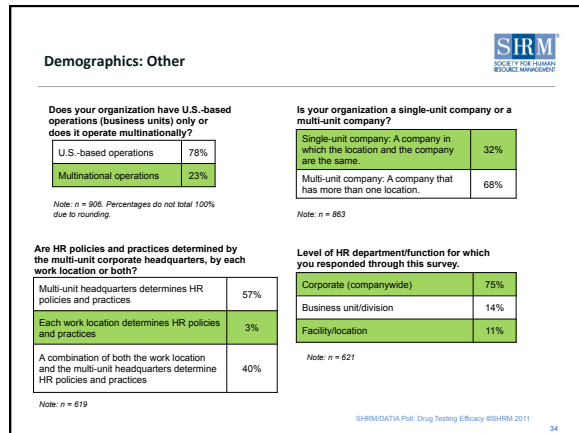 Demographics: Other
SHRM
SOCIETY FOR HUMAN
RESOURCE MANAGEMENT
Does your organization have U.S.-based
operations (business units) only or
does it operate multinationally?
U.S.-based operations 78%
Multinational operations 23%
Note: n = 906. Percentages do not total 100%
due to rounding.
Is your organization a single-unit company or a
multi-unit company?
Single-unit company: A company in
which the location and the company
are the same. 32%
Multi-unit company: A company that
has more than one location. 68%
Note: n = 863
Are HR policies and practices determined by
the multi-unit corporate headquarters, by each
work location or both?
Multi-unit headquarters determines HR
policies and practices 57%
Each work location determines HR policies
and practices 3%
A combination of both the work location
and the multi-unit headquarters determine
HR policies and practices 40%
Note: n = 619
Level of HR department/function for which
you responded through this survey.
Corporate (companywide) 75%
Business unit/division 14%
Facility/location 11%
Note: n = 621
SHRM/DATIA Poll: Drug Testing Efficacy ©SHRM 2011
34